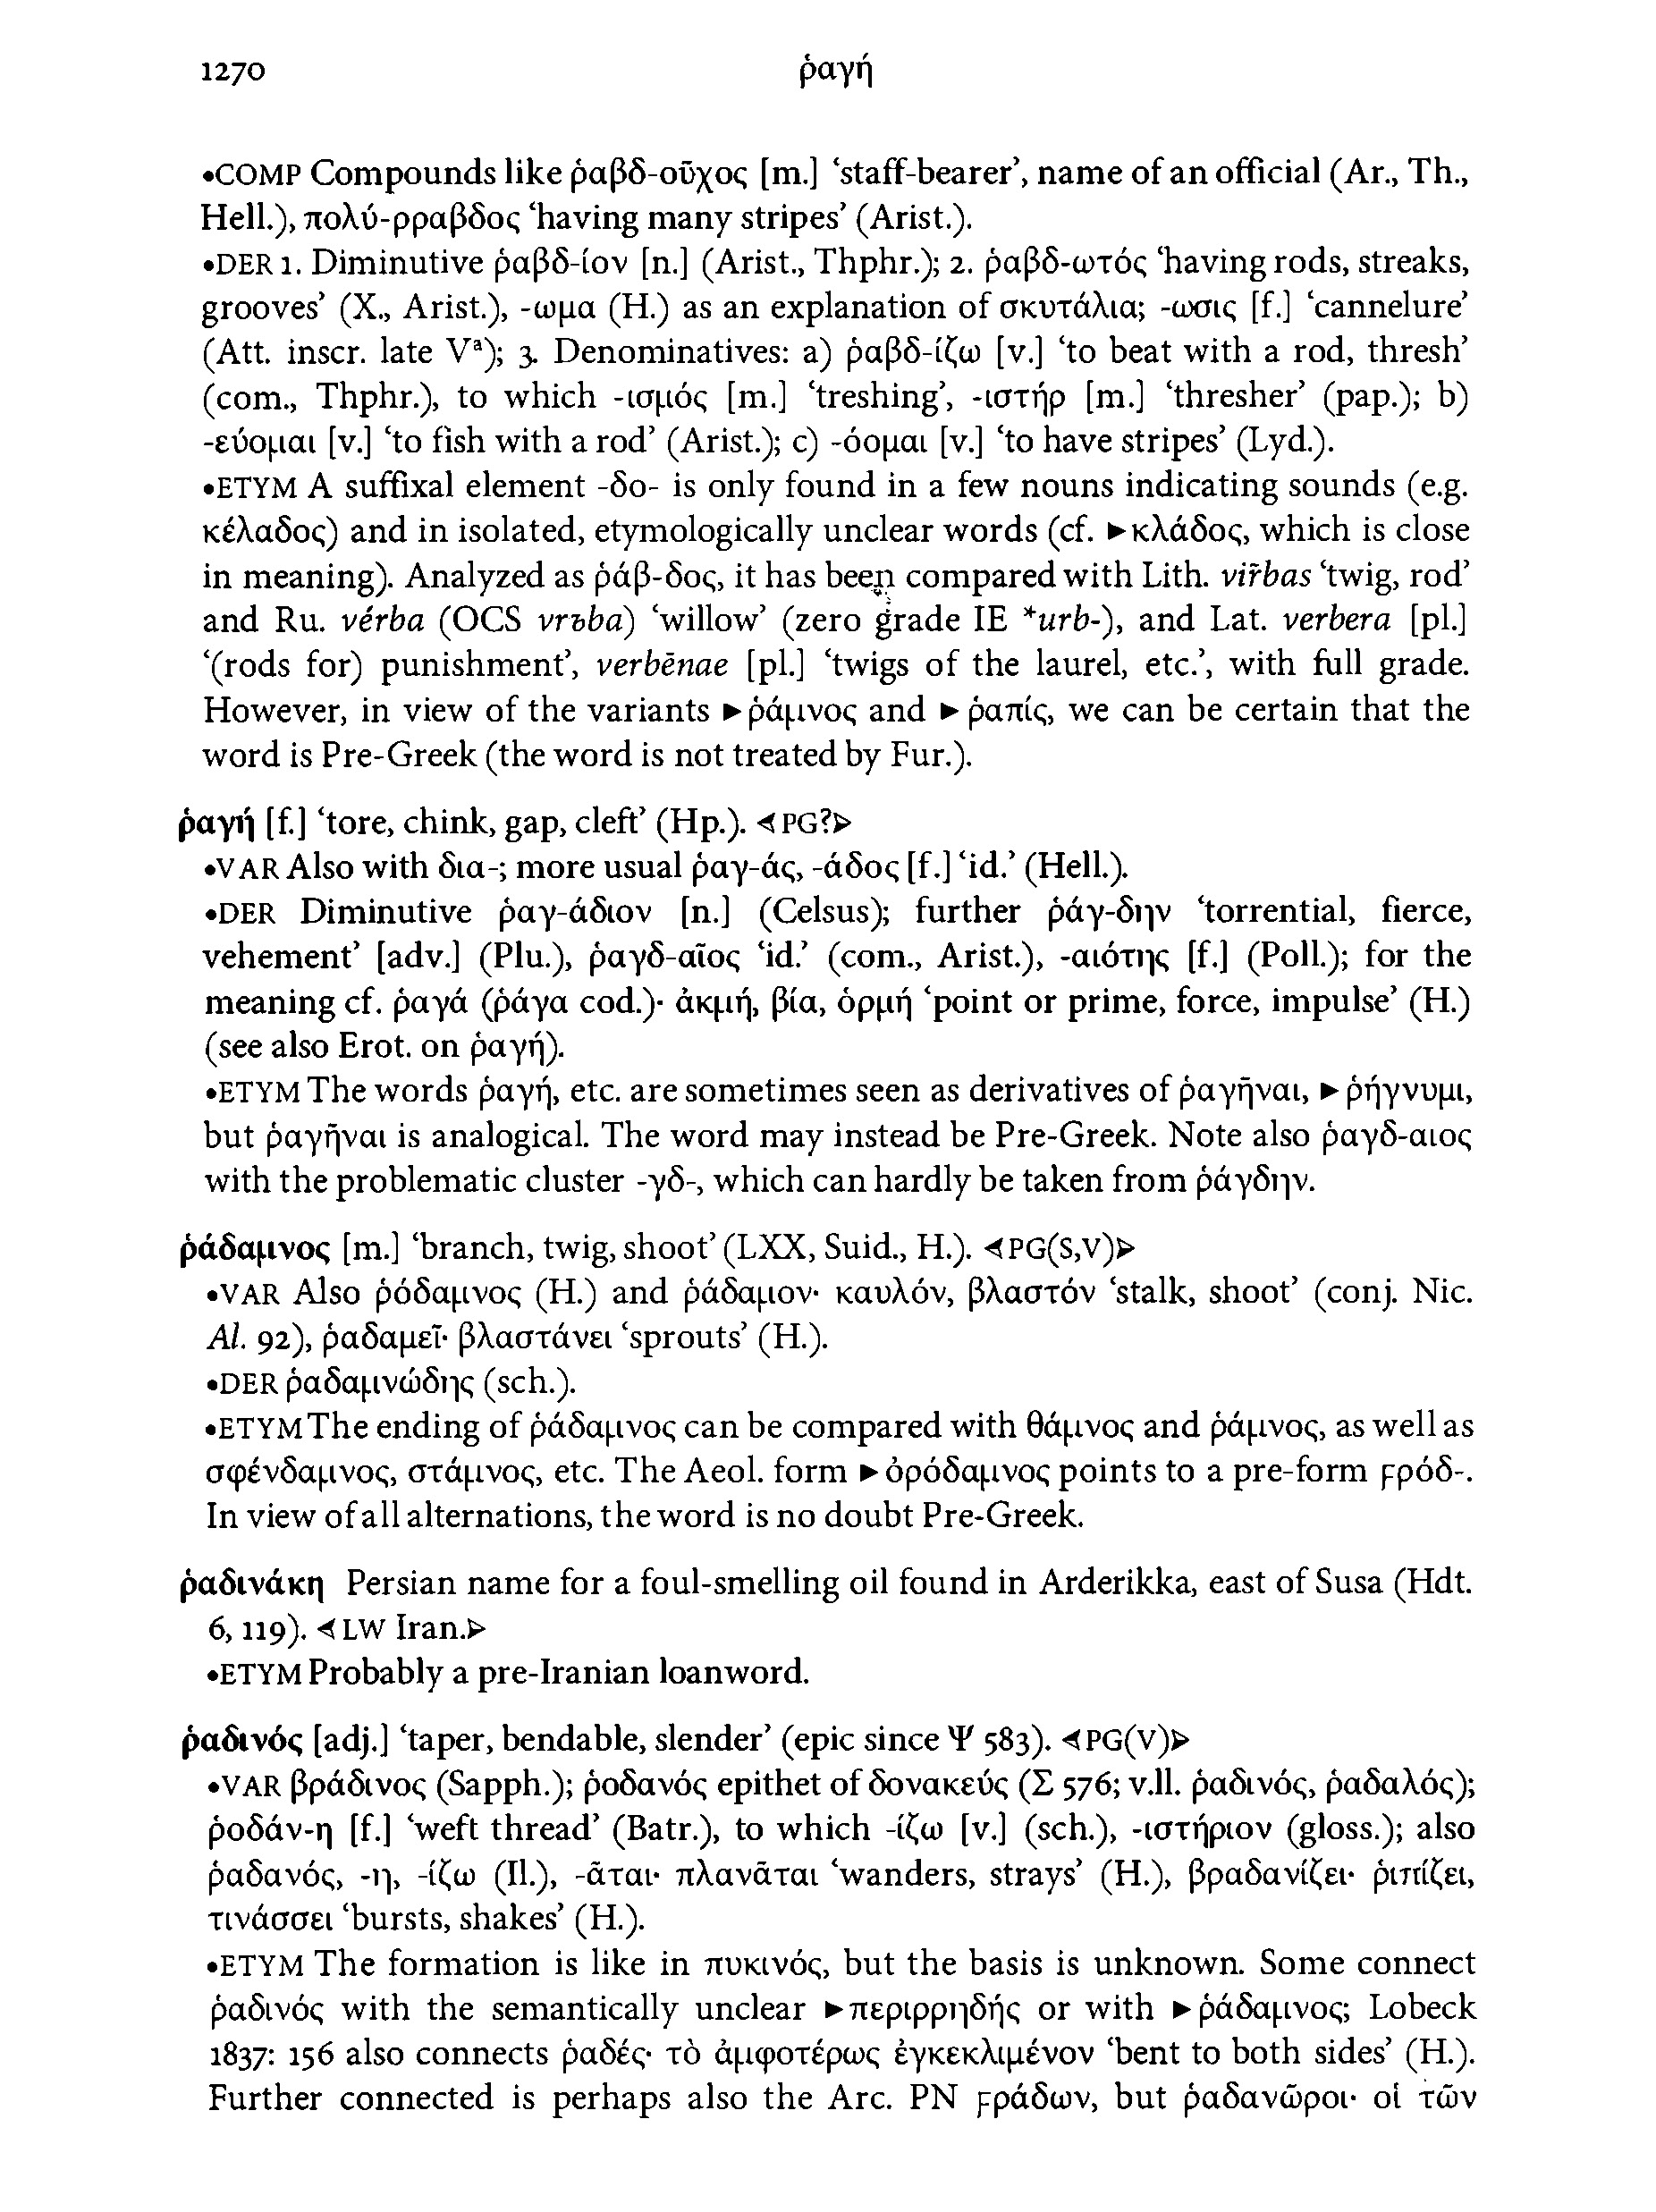 1270 ῥαγή
•COMP Compounds like ῥαβδ-οῦχος [m.] ‘staff-bearer’, name of an official (Ar., Th.,
Hell.), πολύ-ρραβδος ‘having many stripes’ (Arist.).
•DER 1. Diminutive ῥαβδ-ίον [n.] (Arist., Thphr.); 2. ῥαβδ-ωτός ‘having rods, streaks,
grooves’ (X., Arist.), -ωμα (H.) as an explanation of σκυτάλια; -ωσις [f.] ‘cannelure’
(Att. inscr. late Vᵃ); 3. Denominatives: a) ῥαβδ-ίζω [v.] ‘to beat with a rod, thresh’
(com., Thphr.), to which -ισμός [m.] ‘treshing’, -ιστήρ [m.] ‘thresher’ (pap.); b)
-εύομαι [v.] ‘to fish with a rod’ (Arist.); c) -όομαι [v.] ‘to have stripes’ (Lyd.).
•ETYM A suffixal element -δο- is only found in a few nouns indicating sounds (e.g.
κέλαδος) and in isolated, etymologically unclear words (cf. ►κλάδος, which is close
in meaning). Analyzed as ῥάβ-δος, it has been compared with Lith. vir̃bas ‘twig, rod’
and Ru. vérba (OCS vrьba) ‘willow’ (zero grade IE *urb-), and Lat. verbera [pl.]
‘(rods for) punishment’, verbēnae [pl.] ‘twigs of the laurel, etc.’, with full grade.
However, in view of the variants ►ῥάμνος and ►ῥαπίς, we can be certain that the
word is Pre-Greek (the word is not treated by Fur.).
ῥαγή [f.] ‘tore, chink, gap, cleft’ (Hp.). ◄PG?►
•VAR Also with δια-; more usual ῥαγ-άς, -άδος [f.] ‘id.’ (Hell.).
•DER Diminutive ῥαγ-άδιον [n.] (Celsus); further ῥάγ-δην ‘torrential, fierce,
vehement’ [adv.] (Plu.), ῥαγδ-αῖος ‘id.’ (com., Arist.), -αιότης [f.] (Poll.); for the
meaning cf. ῥαγά (ῥάγα cod.)· ἀκμή, βία, ὁρμή ‘point or prime, force, impulse’ (H.)
(see also Erot. on ῥαγή).
•ETYM The words ῥαγή, etc. are sometimes seen as derivatives of ῥαγῆναι, ►ῥήγνυμι,
but ῥαγῆναι is analogical. The word may instead be Pre-Greek. Note also ῥαγδ-αιος
with the problematic cluster -γδ-, which can hardly be taken from ῥάγδην.
ῥάδαμνος [m.] ‘branch, twig, shoot’ (LXX, Suid., H.). ◄PG(S,V)►
•VAR Also ῥόδαμνος (H.) and ῥάδαμον· καυλόν, βλαστόν ‘stalk, shoot’ (conj. Nic.
Al. 92), ῥαδαμεῖ· βλαστάνει ‘sprouts’ (H.).
•DER ῥαδαμνώδης (sch.).
•ETYM The ending of ῥάδαμνος can be compared with θάμνος and ῥάμνος, as well as
σφένδαμνος, στάμνος, etc. The Aeol. form ►ὀρόδαμνος points to a pre-form ϝρόδ-.
In view of all alternations, the word is no doubt Pre-Greek.
ῥαδινάκη Persian name for a foul-smelling oil found in Arderikka, east of Susa (Hdt.
6, 119). ◄LW Iran.►
•ETYM Probably a pre-Iranian loanword.
ῥαδινός [adj.] ‘taper, bendable, slender’ (epic since Ψ 583). ◄PG(V)►
•VAR βράδινος (Sapph.); ῥοδανός epithet of δονακεύς (Σ 576; v.ll. ῥαδινός, ῥαδαλός);
ῥοδάν-η [f.] ‘weft thread’ (Batr.), to which -ίζω [v.] (sch.), -ιστήριον (gloss.); also
ῥαδανός, -η, -ίζω (Il.), -ᾶται· πλανᾶται ‘wanders, strays’ (H.), βραδανίζει· ῥιπίζει,
τινάσσει ‘bursts, shakes’ (H.).
•ETYM The formation is like in πυκινός, but the basis is unknown. Some connect
ῥαδινός with the semantically unclear ►περιρρηδής or with ►ῥάδαμνος; Lobeck
1837: 156 also connects ῥαδές· τὸ ἀμφοτέρως ἐγκεκλιμένον ‘bent to both sides’ (H.).
Further connected is perhaps also the Arc. PN ϝράδων, but ῥαδανῶροι· οἱ τῶν